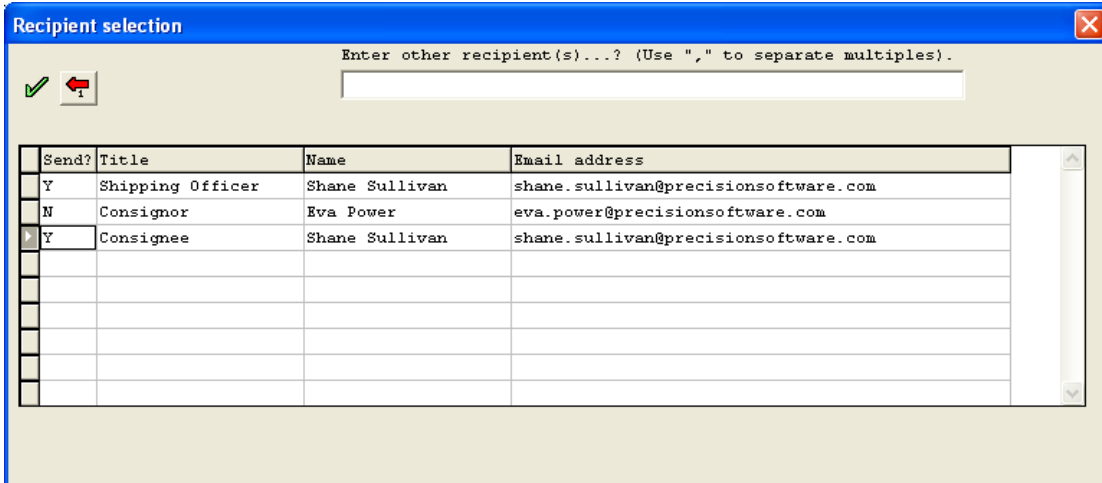 Recipient selection
Enter other recipient(s)...? (Use "," to separate multiples).
1
Send? Title Name Email address
Y Shipping Officer Shane Sullivan shane.sullivan@precisionsoftware.com
N Consignor Eva Power eva.power@precisionsoftware.com
Y Consignee Shane Sullivan shane.sullivan@precisionsoftware.com